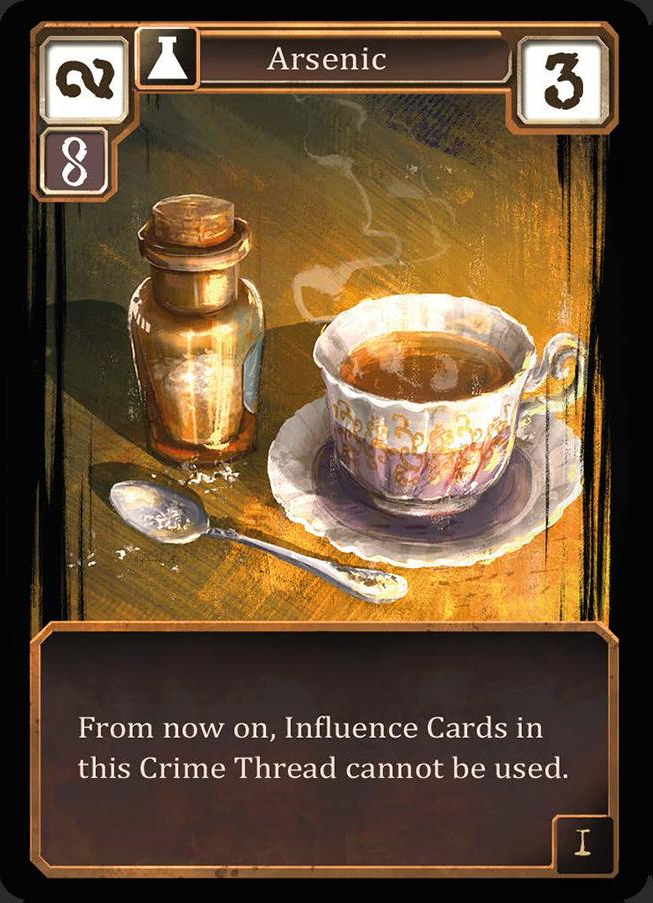 2
Arsenic
3
8
From now on, Influence Cards in
this Crime Thread cannot be used.
I